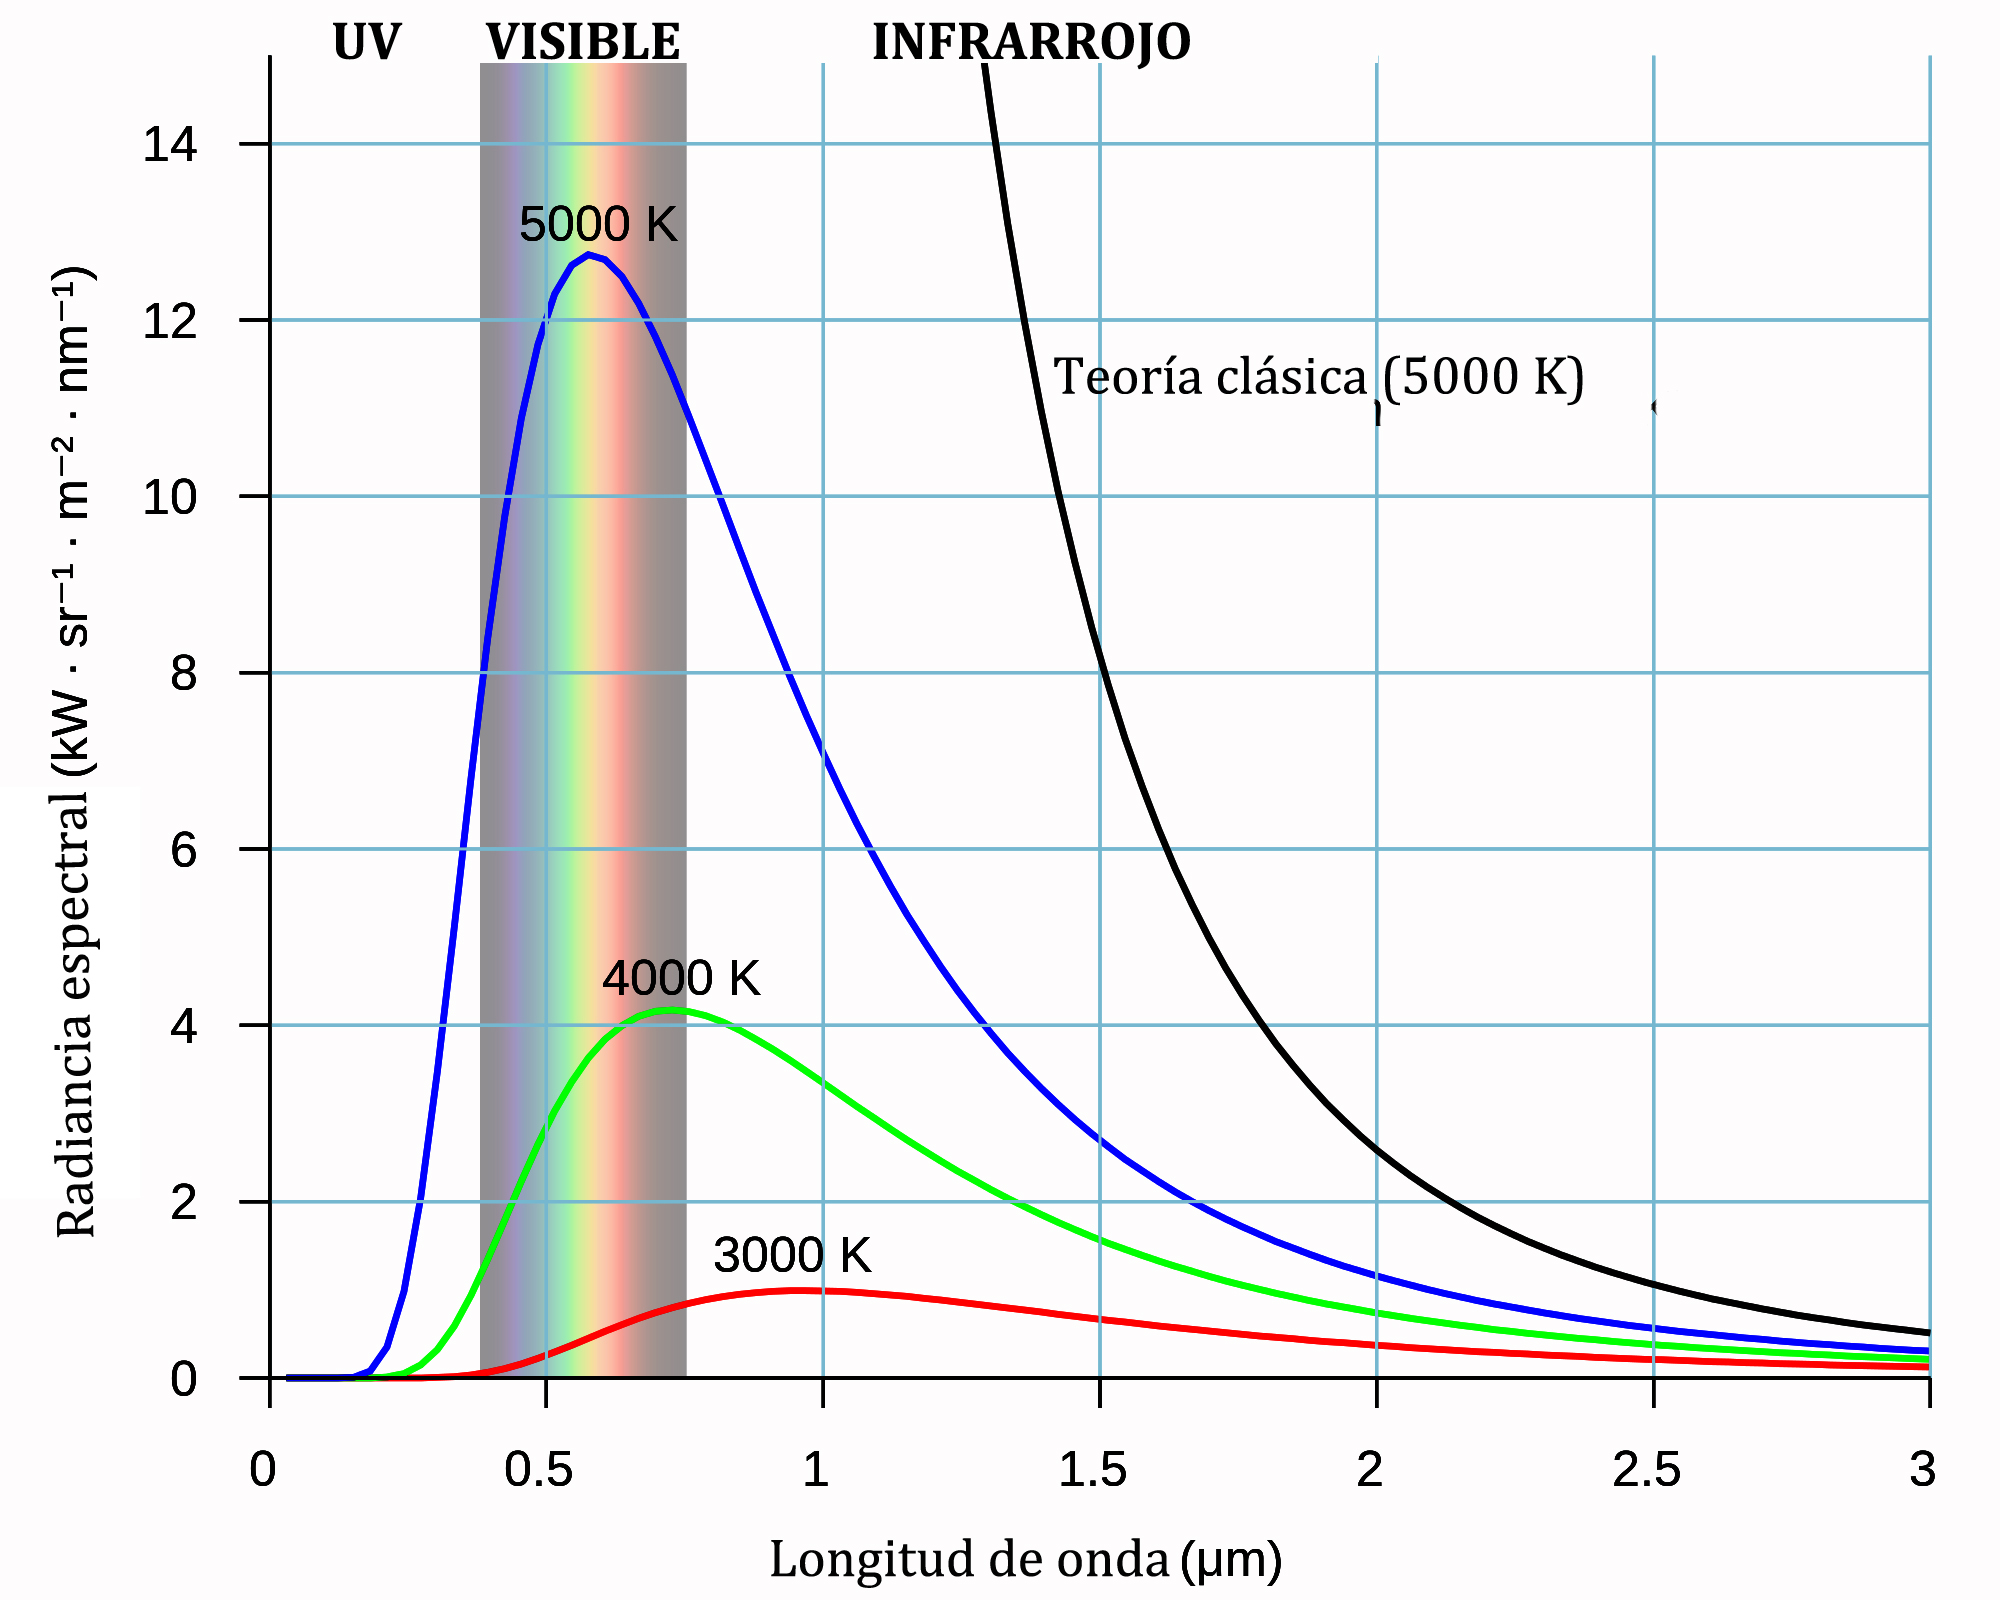 UV VISIBLE INFRARROJO
14
12
10
8
6
4
2
0
Radiancia espectral (kW · sr⁻¹ · m⁻² · nm⁻¹)
5000 K
Teoría clásica (5000 K)
4000 K
3000 K
0 0.5 1 1.5 2 2.5 3
Longitud de onda (µm)